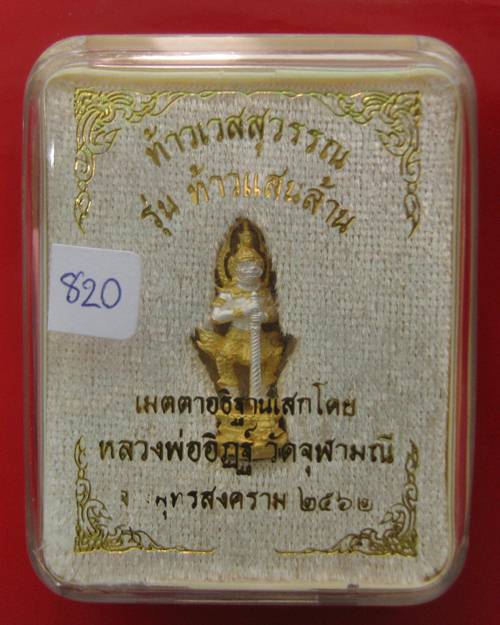 ท้าวเวสสุวรรณ
รุ่น ท้าวแสนล้าน
820
เมตตาอธิฐานเสกโดย
หลวงพ่ออิฏฐ์ วัดจุฬามณี
จ. สมุทรสงคราม ๒๕๖๒